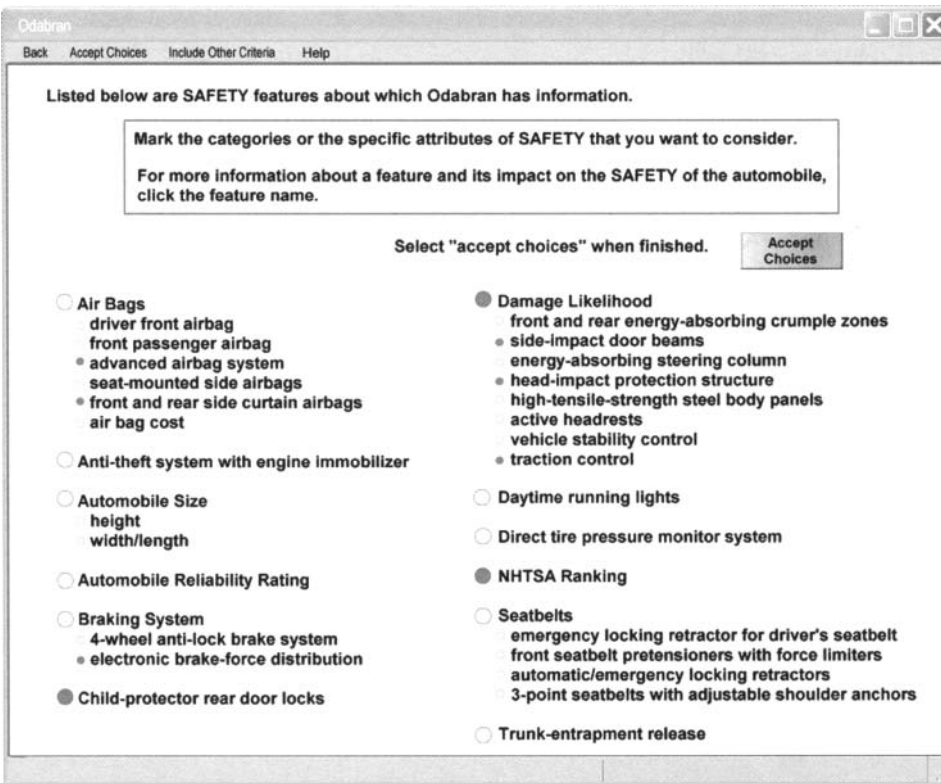 Odabran
Back Accept Choices Include Other Criteria Help
Listed below are SAFETY features about which Odabran has information.
Mark the categories or the specific attributes of SAFETY that you want to consider.
For more information about a feature and its impact on the SAFETY of the automobile,
click the feature name.
Select "accept choices" when finished.
Accept
Choices
Air Bags
driver front airbag
front passenger airbag
advanced airbag system
seat-mounted side airbags
front and rear side curtain airbags
air bag cost
Anti-theft system with engine immobilizer
Automobile Size
height
width/length
Automobile Reliability Rating
Braking System
4-wheel anti-lock brake system
electronic brake-force distribution
Child-protector rear door locks
Damage Likelihood
front and rear energy-absorbing crumple zones
side-impact door beams
energy-absorbing steering column
head-impact protection structure
high-tensile-strength steel body panels
active headrests
vehicle stability control
traction control
Daytime running lights
Direct tire pressure monitor system
NHTSA Ranking
Seatbelts
emergency locking retractor for driver's seatbelt
front seatbelt pretensioners with force limiters
automatic/emergency locking retractors
3-point seatbelts with adjustable shoulder anchors
Trunk-entrapment release